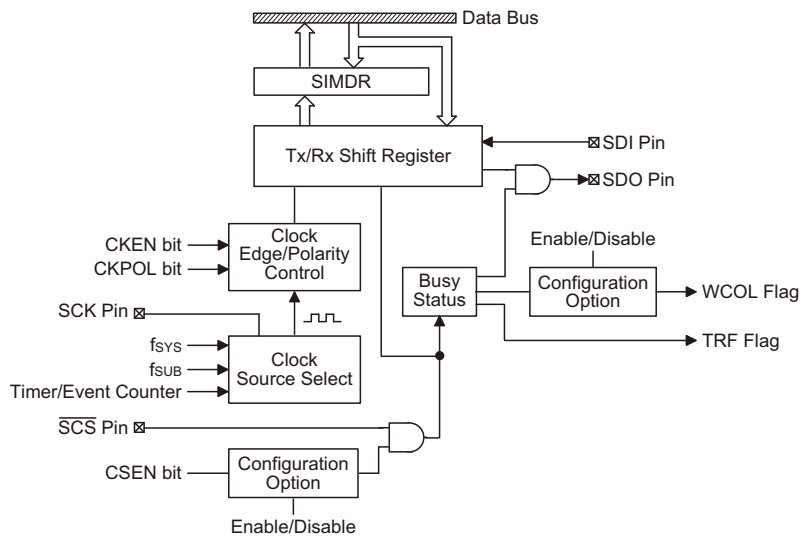 Data Bus
SIMDR
Tx/Rx Shift Register
SDI Pin
SDO Pin
CKEN bit
CKPOL bit
Clock
Edge/Polarity
Control
Enable/Disable
Busy
Status
Configuration
Option
WCOL Flag
TRF Flag
SCK Pin
fSYS
fSUB
Timer/Event Counter
Clock
Source Select
SCS Pin
CSEN bit
Configuration
Option
Enable/Disable